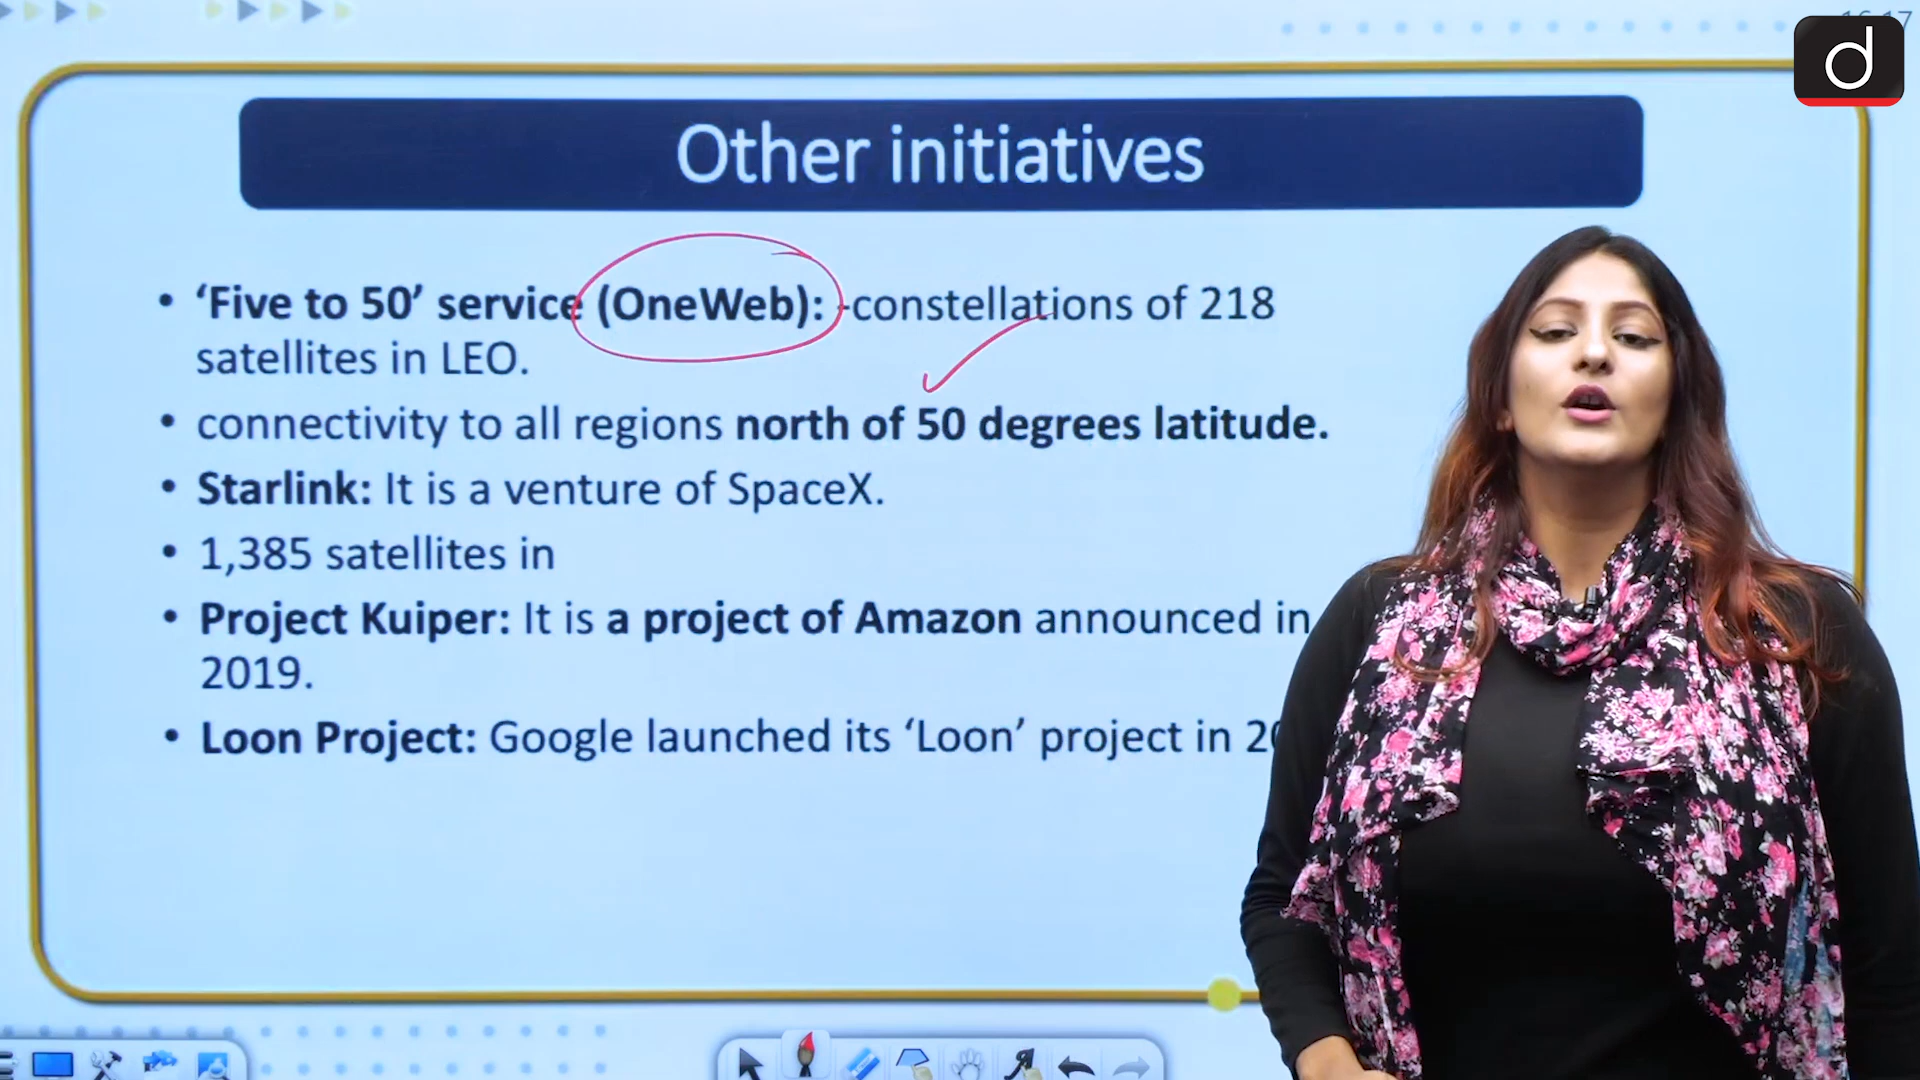 Other initiatives
• ‘Five to 50’ service (OneWeb): -constellations of 218
satellites in LEO.
• connectivity to all regions north of 50 degrees latitude.
• Starlink: It is a venture of SpaceX.
• 1,385 satellites in
• Project Kuiper: It is a project of Amazon announced in
2019.
• Loon Project: Google launched its ‘Loon’ project in
d